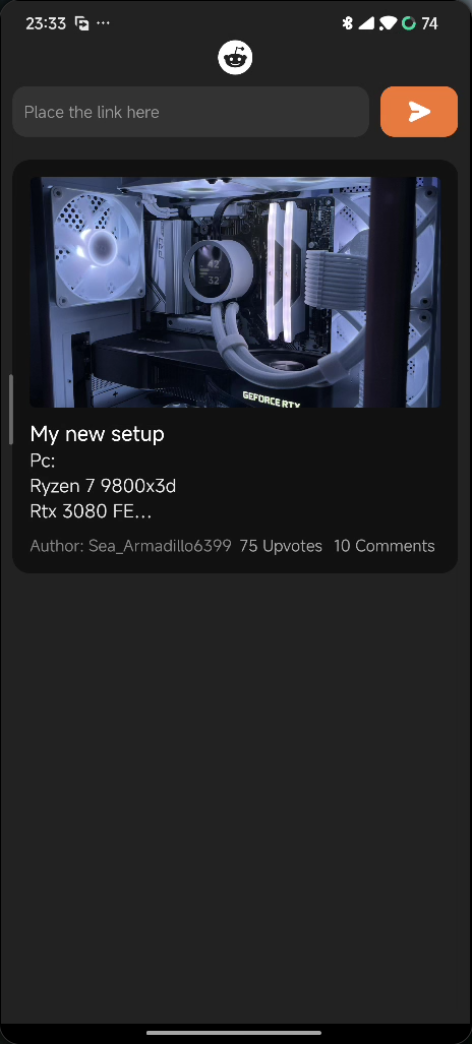 23:33 ... 74
Place the link here
42
32
GEFORCE RTX
My new setup
Pc:
Ryzen 7 9800x3d
Rtx 3080 FE...
Author: Sea_Armadillo6399 75 Upvotes 10 Comments